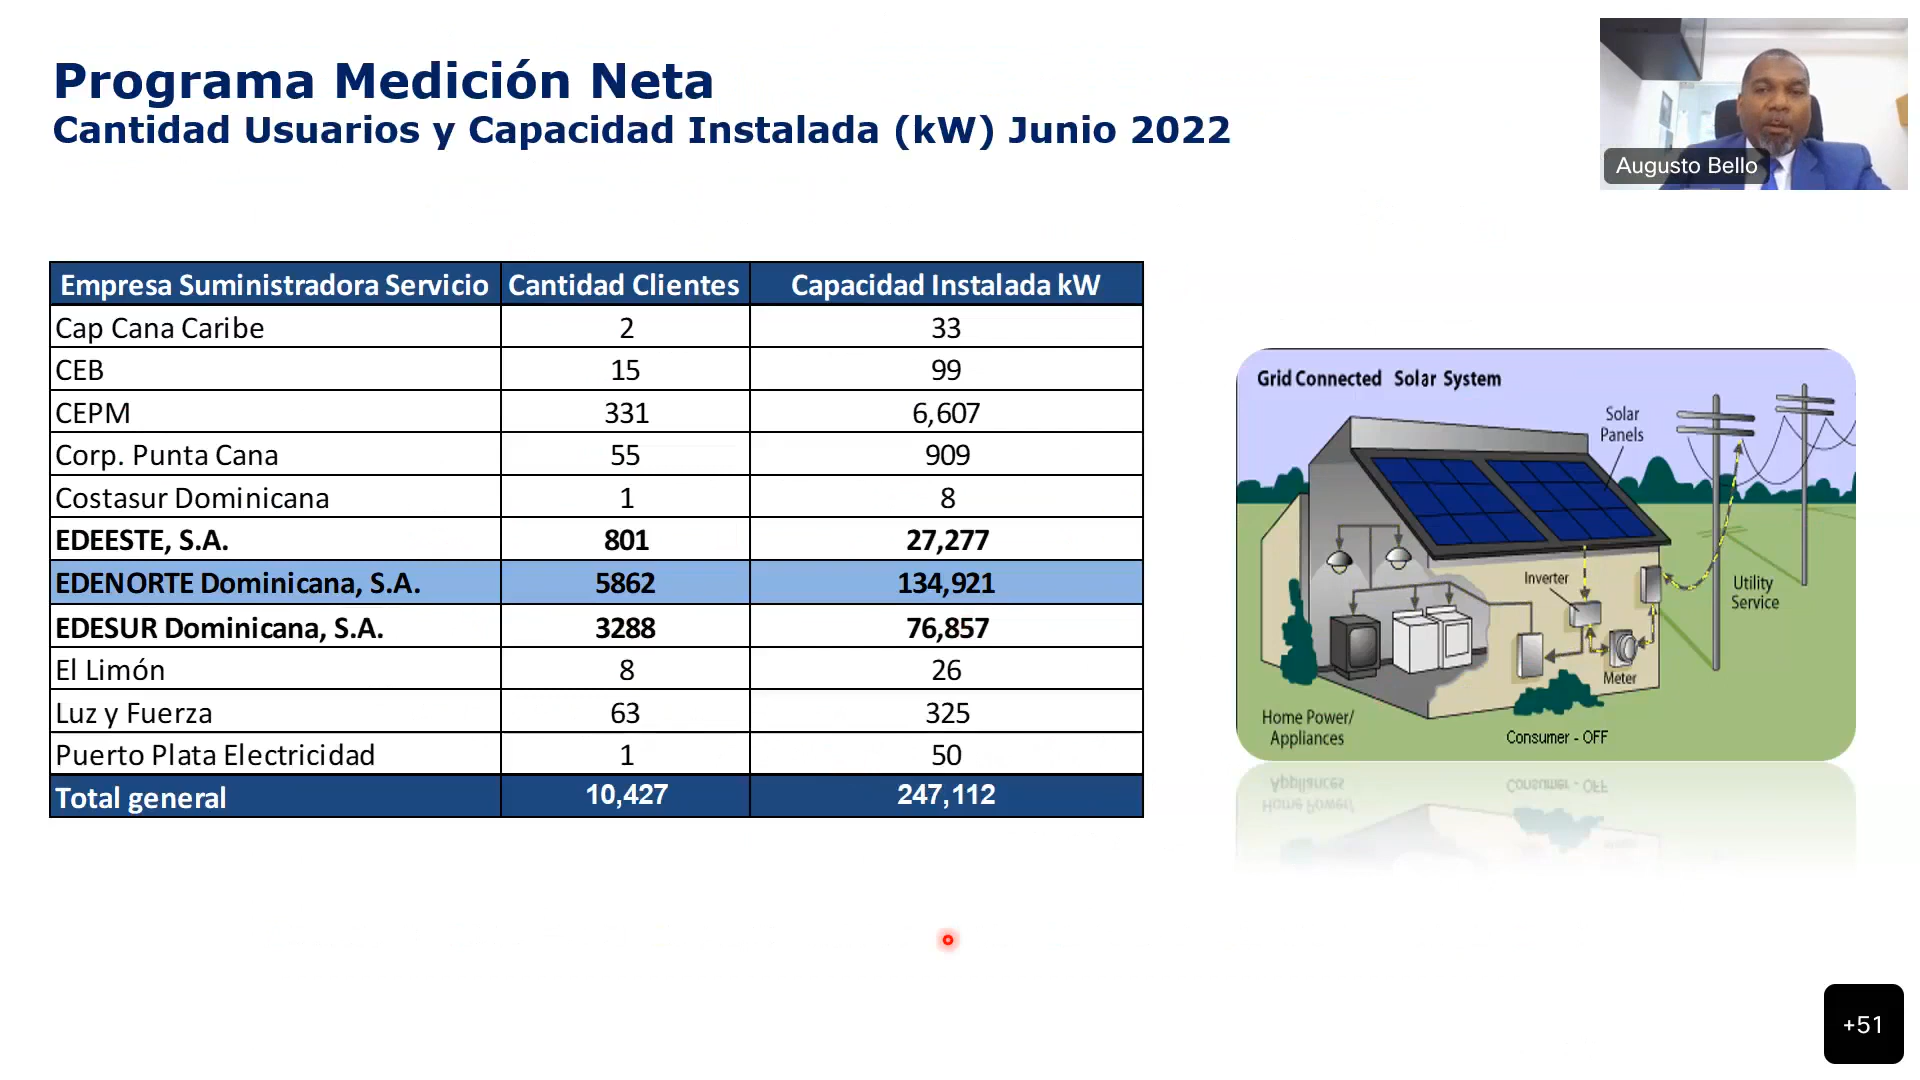 Programa Medición Neta
Cantidad Usuarios y Capacidad Instalada (kW) Junio 2022
Augusto Bello
Empresa Suministradora Servicio Cantidad Clientes Capacidad Instalada kW
Cap Cana Caribe 2 33
CEB 15 99
CEPM 331 6,607
Corp. Punta Cana 55 909
Costasur Dominicana 1 8
EDEESTE, S.A. 801 27,277
EDENORTE Dominicana, S.A. 5862 134,921
EDESUR Dominicana, S.A. 3288 76,857
El Limón 8 26
Luz y Fuerza 63 325
Puerto Plata Electricidad 1 50
Total general 10,427 247,112
Grid Connected Solar System
Solar
Panels
Inverter
Utility
Service
Meter
Home Power/
Appliances
Consumer - OFF
+51